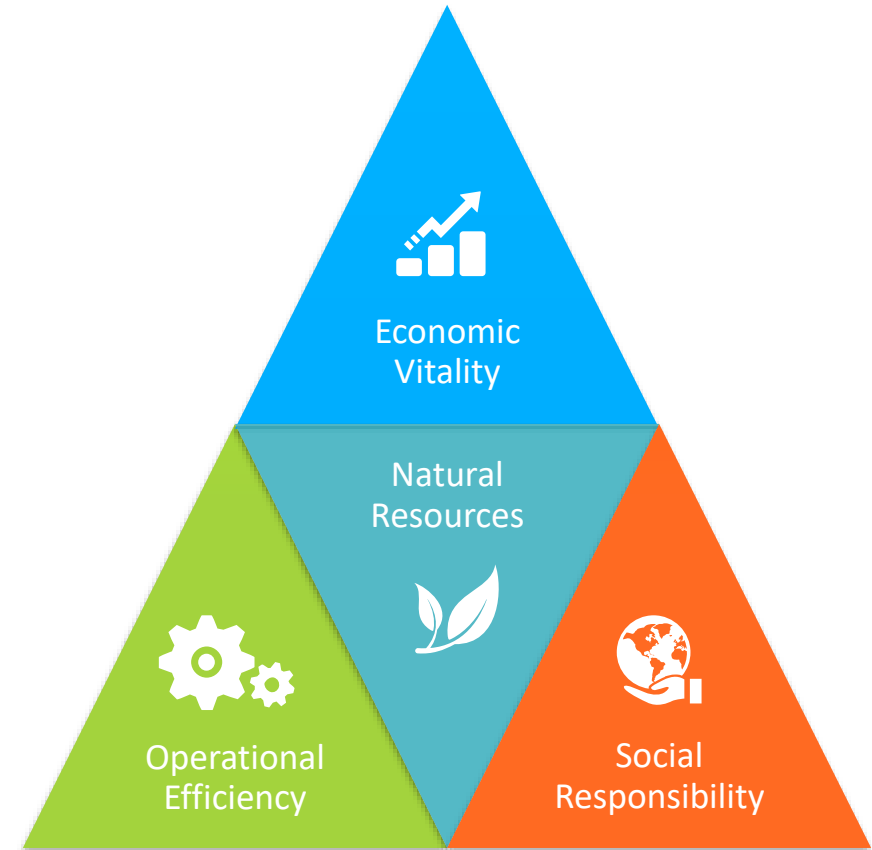 Economic
Vitality
Natural
Resources
Operational
Efficiency
Social
Responsibility